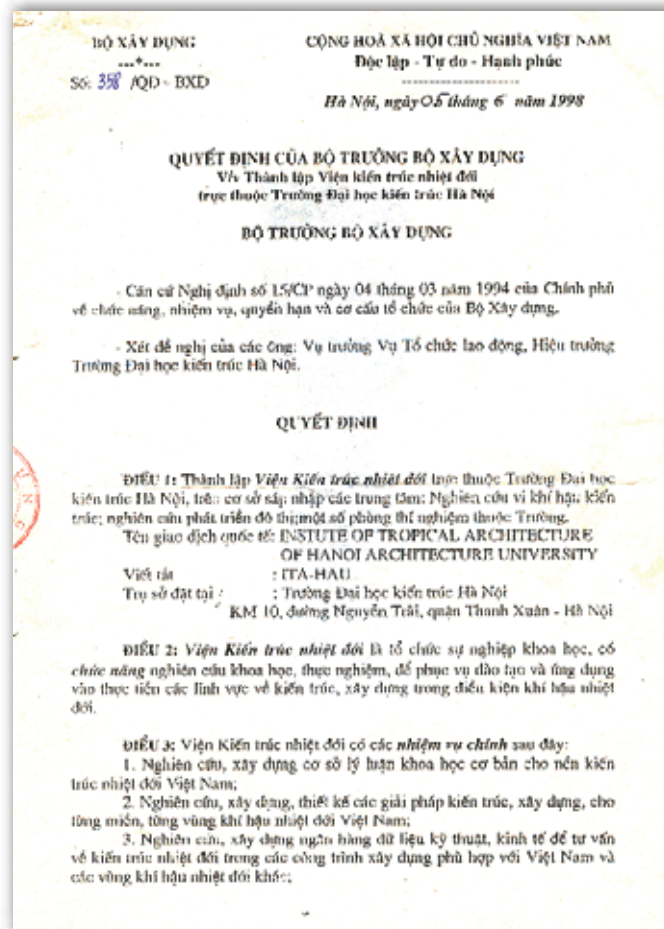 BỘ XÂY DỰNG
CỘNG HOÀ XÃ HỘI CHỦ NGHĨA VIỆT NAM
---*---
Độc lập - Tự do - Hạnh phúc
Số: 358 /QĐ - BXD
Hà Nội, ngày 05 tháng 6 năm 1998
QUYẾT ĐỊNH CỦA BỘ TRƯỞNG BỘ XÂY DỰNG
V/v Thành lập Viện kiến trúc nhiệt đới
trực thuộc Trường Đại học kiến trúc Hà Nội
BỘ TRƯỞNG BỘ XÂY DỰNG
- Căn cứ Nghị định số 15/CP ngày 04 tháng 03 năm 1994 của Chính phủ
về chức năng, nhiệm vụ, quyền hạn và cơ cấu tổ chức của Bộ Xây dựng.
- Xét đề nghị của các ông: Vụ trưởng Vụ Tổ chức lao động, Hiệu trưởng
Trường Đại học kiến trúc Hà Nội.
QUYẾT ĐỊNH
ĐIỀU 1: Thành lập Viện Kiến trúc nhiệt đới trực thuộc Trường Đại học
kiến trúc Hà Nội, trên cơ sở sáp nhập các trung tâm: Nghiên cứu vi khí hậu kiến
trúc; nghiên cứu phát triển đô thị;một số phòng thí nghiệm thuộc Trường.
Tên giao dịch quốc tế: INSTUTE OF TROPICAL ARCHITECTURE
OF HANOI ARCHITECTURE UNIVERSITY
Viết tắt : ITA-HAU
Trụ sở đặt tại : Trường Đại học kiến trúc Hà Nội
KM 10, đường Nguyễn Trãi, quận Thanh Xuân - Hà Nội
ĐIỀU 2: Viện Kiến trúc nhiệt đới là tổ chức sự nghiệp khoa học, có
chức năng nghiên cứu khoa học, thực nghiệm, để phục vụ đào tạo và ứng dụng
vào thực tiễn các lĩnh vực về kiến trúc, xây dựng trong điều kiện khí hậu nhiệt
đới.
ĐIỀU 3: Viện Kiến trúc nhiệt đới có các nhiệm vụ chính sau đây:
1. Nghiên cứu, xây dựng cơ sở lý luận khoa học cơ bản cho nền kiến
trúc nhiệt đới Việt Nam;
2. Nghiên cứu, xây dựng, thiết kế các giải pháp kiến trúc, xây dựng, cho
từng miền, từng vùng khí hậu nhiệt đới Việt Nam;
3. Nghiên cứu, xây dựng ngân hàng dữ liệu kỹ thuật, kinh tế để tư vấn
về kiến trúc nhiệt đới trong các công trình xây dựng phù hợp với Việt Nam và
các vùng khí hậu nhiệt đới khác;